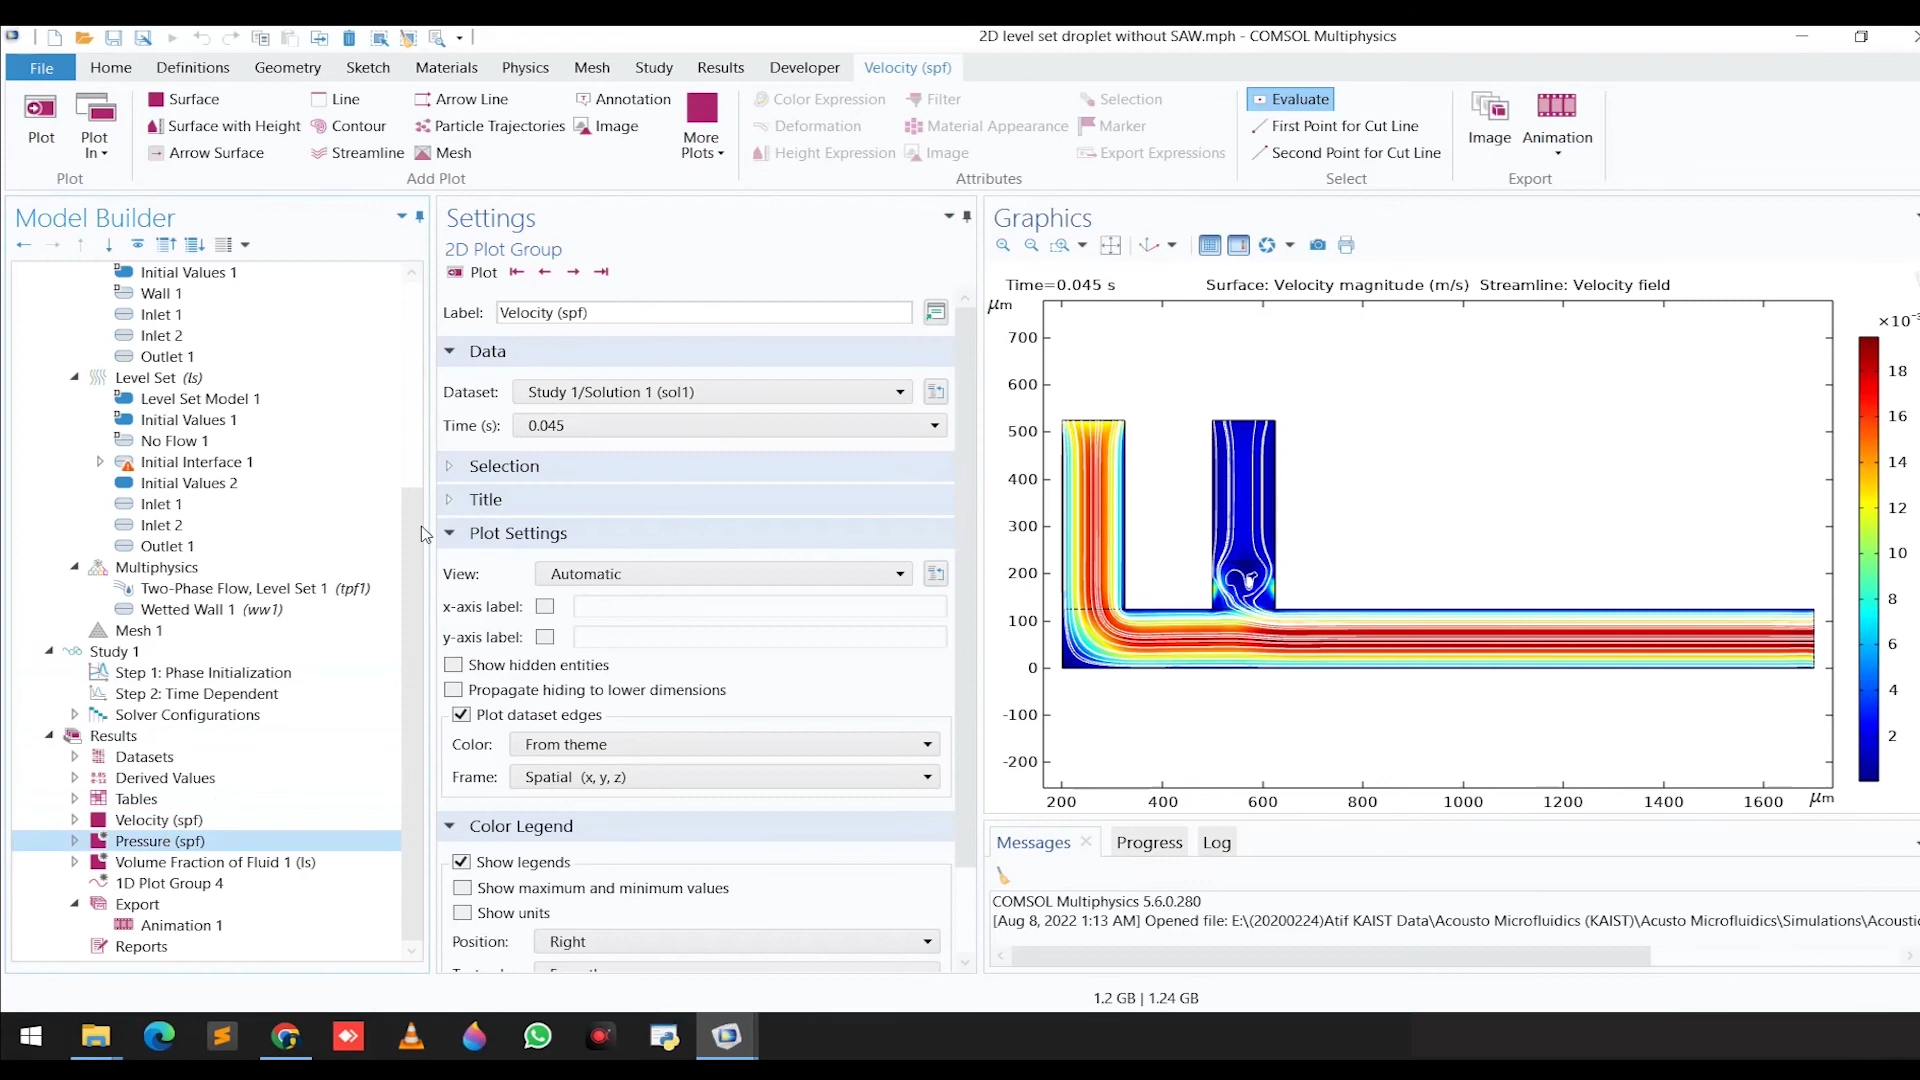 2D level set droplet without SAW.mph - COMSOL Multiphysics
File Home Definitions Geometry Sketch Materials Physics Mesh Study Results Developer Velocity (spf)
Plot
Plot In
Plot
Surface
Surface with Height
Arrow Surface
Line
Contour
Streamline
Arrow Line
Particle Trajectories
Mesh
Annotation
Image
More Plots
Add Plot
Color Expression
Deformation
Height Expression
Filter
Material Appearance
Image
Selection
Marker
Export Expressions
Attributes
Evaluate
First Point for Cut Line
Second Point for Cut Line
Select
Image
Animation
Export
Model Builder
Initial Values 1
Wall 1
Inlet 1
Inlet 2
Outlet 1
Level Set (ls)
Level Set Model 1
Initial Values 1
No Flow 1
Initial Interface 1
Initial Values 2
Inlet 1
Inlet 2
Outlet 1
Multiphysics
Two-Phase Flow, Level Set 1 (tpf1)
Wetted Wall 1 (ww1)
Mesh 1
Study 1
Step 1: Phase Initialization
Step 2: Time Dependent
Solver Configurations
Results
Datasets
Derived Values
Tables
Velocity (spf)
Pressure (spf)
Volume Fraction of Fluid 1 (ls)
1D Plot Group 4
Export
Animation 1
Reports
Settings
2D Plot Group
Plot
Label: Velocity (spf)
Data
Dataset: Study 1/Solution 1 (sol1)
Time (s): 0.045
Selection
Title
Plot Settings
View: Automatic
x-axis label:
y-axis label:
Show hidden entities
Propagate hiding to lower dimensions
Plot dataset edges
Color: From theme
Frame: Spatial (x, y, z)
Color Legend
Show legends
Show maximum and minimum values
Show units
Position: Right
Graphics
Time=0.045 s Surface: Velocity magnitude (m/s) Streamline: Velocity field
μm
×10⁻³
700
600
500
400
300
200
100
0
-100
-200
200 400 600 800 1000 1200 1400 1600 μm
18
16
14
12
10
8
6
4
2
Messages Progress Log
COMSOL Multiphysics 5.6.0.280
[Aug 8, 2022 1:13 AM] Opened file: E:\(20200224)Atif KAIST Data\Acousto Microfluidics (KAIST)\Acusto Microfluidics\Simulations\Acoustic
1.2 GB | 1.24 GB